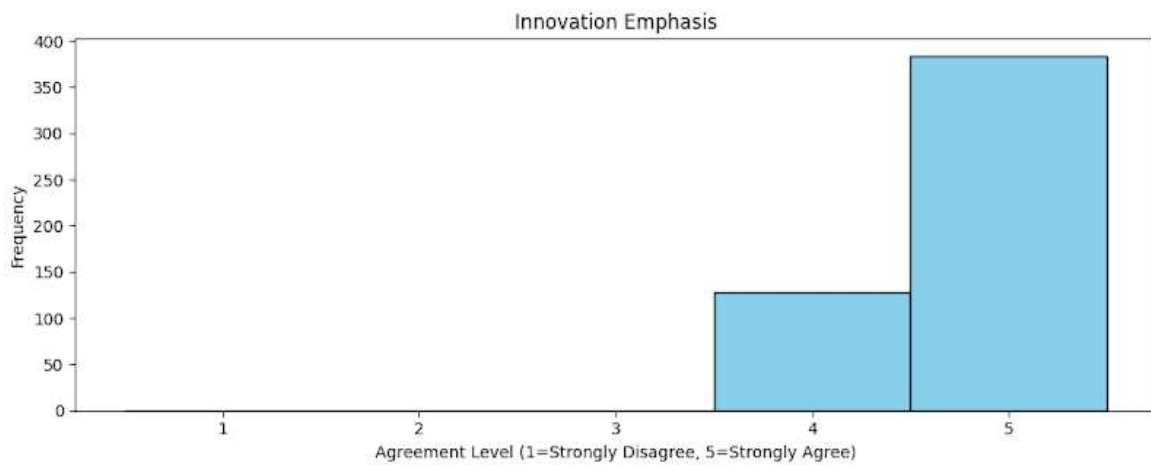 Innovation Emphasis
400
350
300
250
200
150
100
50
0
Frequency
1 2 3 4 5
Agreement Level (1=Strongly Disagree, 5=Strongly Agree)